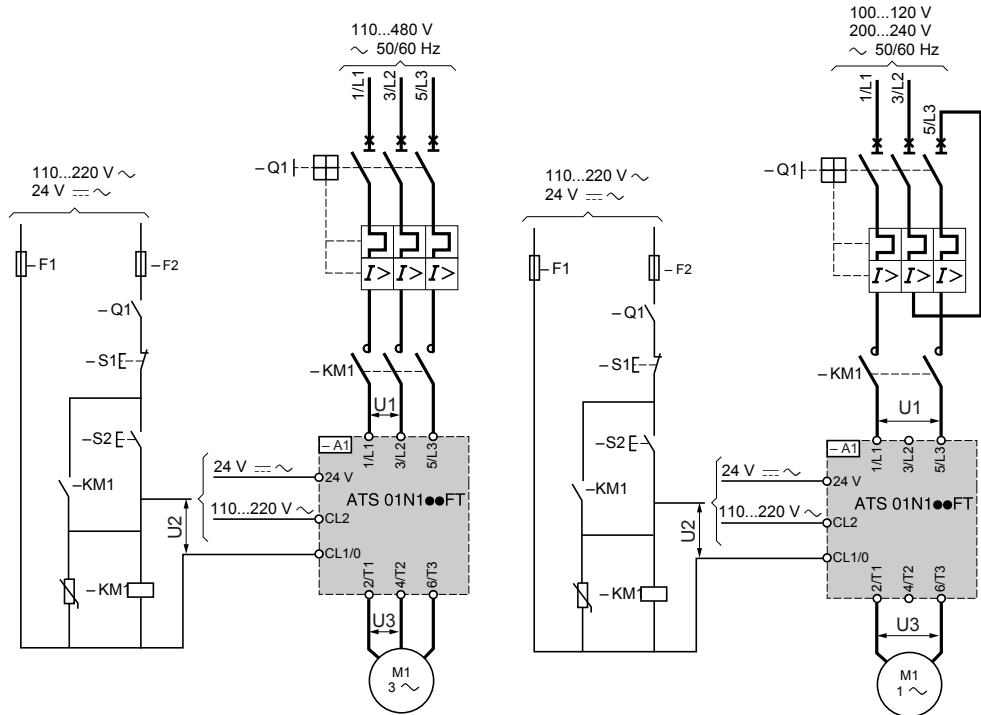 110...480 V
∼ 50/60 Hz
1/L1
3/L2
5/L3
–Q1
110...220 V ∼
24 V ⎓ ∼
–F1
–F2
–Q1
–S1
–S2
–KM1
–KM1
U2
I>
I>
I>
–KM1
U1
–A1
1/L1
3/L2
5/L3
24 V ⎓ ∼
24 V
ATS 01N1●●FT
110...220 V ∼
CL2
CL1/0
2/T1
4/T2
6/T3
U3
M1
3 ∼
100...120 V
200...240 V
∼ 50/60 Hz
1/L1
3/L2
5/L3
–Q1
110...220 V ∼
24 V ⎓ ∼
–F1
–F2
–Q1
–S1
–S2
–KM1
–KM1
U2
I>
I>
I>
–KM1
U1
–A1
1/L1
3/L2
5/L3
24 V ⎓ ∼
24 V
ATS 01N1●●FT
110...220 V ∼
CL2
CL1/0
2/T1
4/T2
6/T3
U3
M1
1 ∼